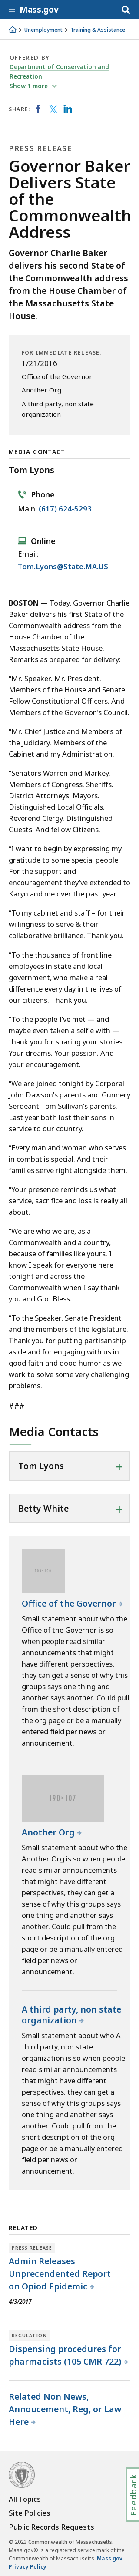 Mass.gov
Unemployment > Training & Assistance
OFFERED BY
Department of Conservation and
Recreation
Show 1 more
SHARE:
PRESS RELEASE
Governor Baker
Delivers State
of the
Commonwealth
Address
Governor Charlie Baker
delivers his second State of
the Commonwealth address
from the House Chamber of
the Massachusetts State
House.
FOR IMMEDIATE RELEASE:
1/21/2016
Office of the Governor
Another Org
A third party, non state
organization
MEDIA CONTACT
Tom Lyons
Phone
Main: (617) 624-5293
Online
Email:
Tom.Lyons@State.MA.US
BOSTON — Today, Governor Charlie
Baker delivers his first State of the
Commonwealth address from the
House Chamber of the
Massachusetts State House.
Remarks as prepared for delivery:
“Mr. Speaker. Mr. President.
Members of the House and Senate.
Fellow Constitutional Officers. And
Members of the Governor’s Council.
“Mr. Chief Justice and Members of
the Judiciary. Members of the
Cabinet and my Administration.
“Senators Warren and Markey.
Members of Congress. Sheriffs.
District Attorneys. Mayors.
Distinguished Local Officials.
Reverend Clergy. Distinguished
Guests. And fellow Citizens.
“I want to begin by expressing my
gratitude to some special people.
For the support and
encouragement they’ve extended to
Karyn and me over the past year.
“To my cabinet and staff – for their
willingness to serve & their
collaborative brilliance. Thank you.
“To the thousands of front line
employees who make a real
difference every day in the lives of
our citizens. Thank you.
“To the people I’ve met — and
maybe even taken a selfie with —
thank you for sharing your stories.
Your dreams. Your passion. And
your encouragement.
“We are joined tonight by Corporal
John Dawson’s parents and Gunnery
Sergeant Tom Sullivan’s parents.
Last year both lost their sons in
service to our country.
“Every man and woman who serves
in combat is special. And their
families serve right alongside them.
“Your presence reminds us what
service, sacrifice and loss is really all
about.
“We are who we are, as a
Commonwealth and a country,
because of families like yours. I
know I speak for everyone in the
Commonwealth when I say thank
you and God Bless.
“To the Speaker, Senate President
and the members of the legislature.
Thank you for putting partisanship
aside and for engaging with us in
good faith and good humor as we
work to solve some very challenging
problems.
###
Media Contacts
Tom Lyons
Betty White
Office of the Governor
Small statement about who the
Office of the Governor is so
when people read similar
announcements that might
have different perspectives,
they can get a sense of why this
groups says one thing and
another says another. Could pull
from the short description of
the org page or be a manually
entered field per news or
announcement.
190×107
Another Org
Small statement about who the
Another Org is so when people
read similar announcements
that might have different
perspectives, they can get a
sense of why this groups says
one thing and another says
another. Could pull from the
short description of the org
page or be a manually entered
field per news or
announcement.
A third party, non state
organization
Small statement about who A
third party, non state
organization is so when people
read similar announcements
that might have different
perspectives, they can get a
sense of why this groups says
one thing and another says
another. Could pull from the
short description of the org
page or be a manually entered
field per news or
announcement.
RELATED
PRESS RELEASE
Admin Releases
Unprecendented Report
on Opiod Epidemic
4/3/2017
REGULATION
Dispensing procedures for
pharmacists (105 CMR 722)
Related Non News,
Annoucement, Reg, or Law
Here
Feedback
All Topics
Site Policies
Public Records Requests
© 2023 Commonwealth of Massachusetts.
Mass.gov® is a registered service mark of the
Commonwealth of Massachusetts. Mass.gov
Privacy Policy